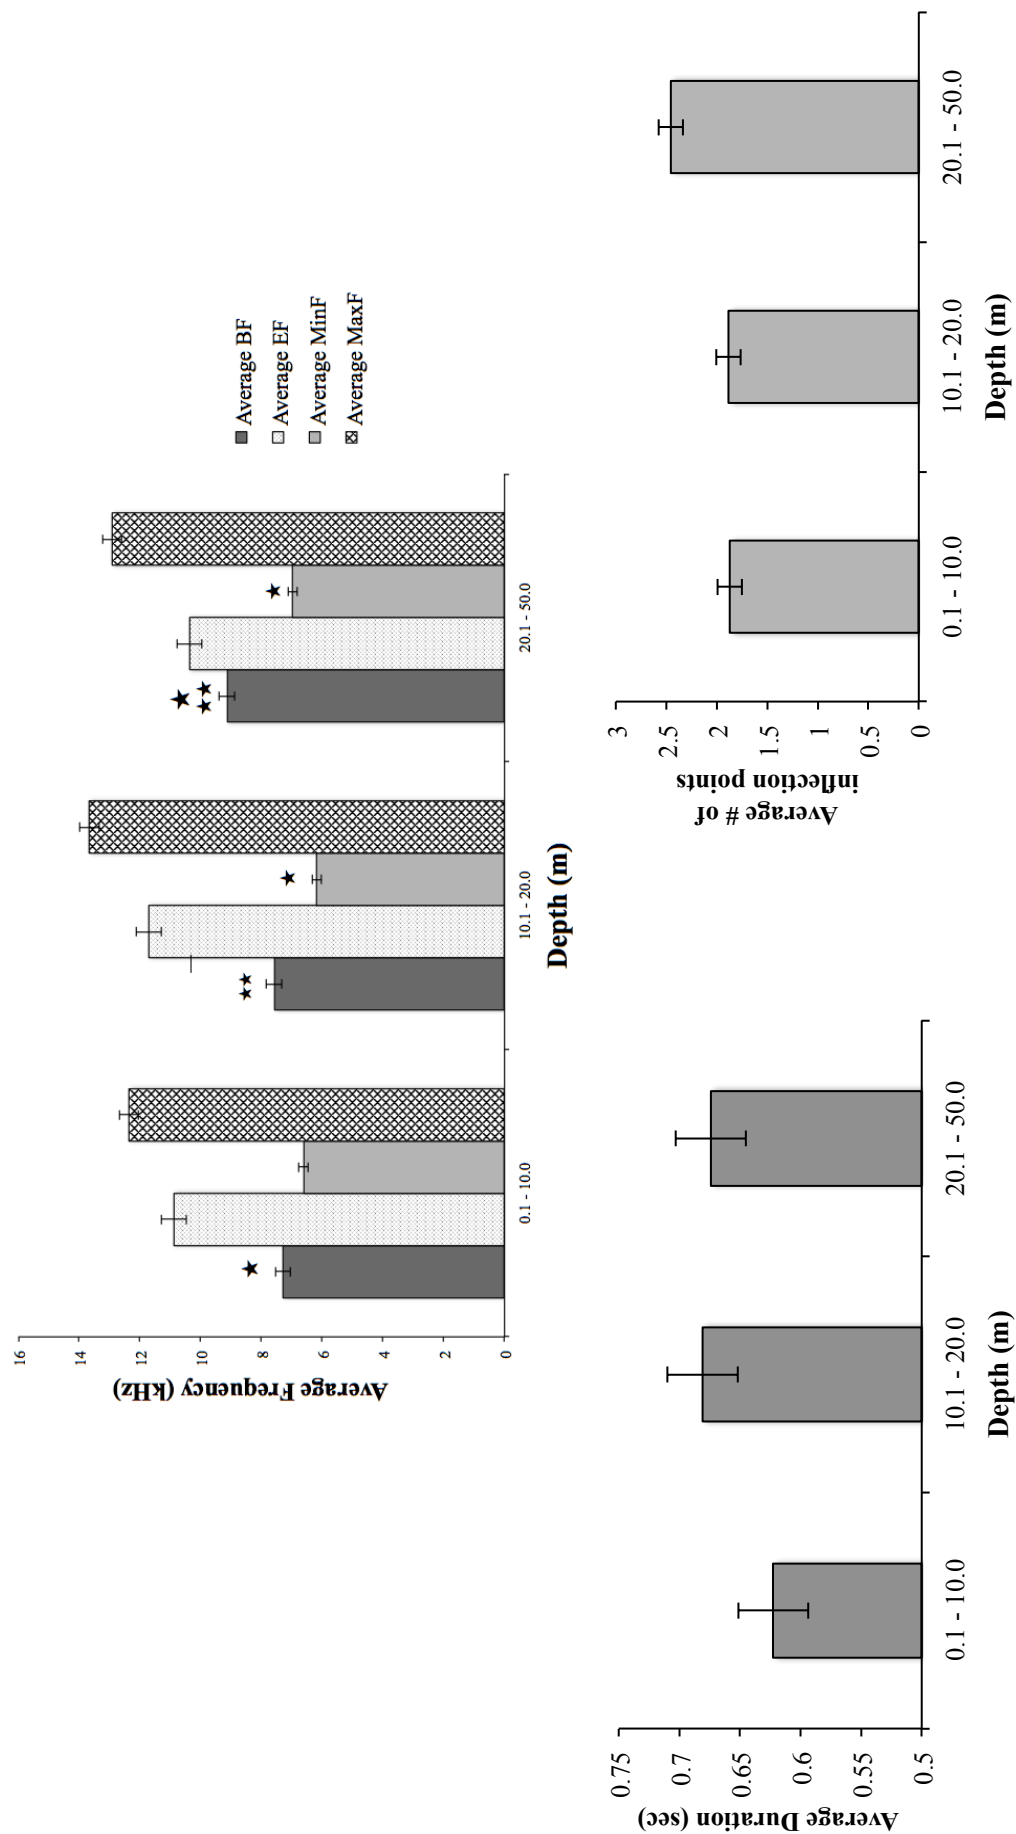 16
14
12
10
8
6
4
2
0
Average Frequency (kHz)
0.1 - 10.0
10.1 - 20.0
20.1 - 50.0
Depth (m)
Average BF
Average EF
Average MinF
Average MaxF
0.75
0.7
0.65
0.6
0.55
0.5
Average Duration (sec)
0.1 - 10.0
10.1 - 20.0
20.1 - 50.0
Depth (m)
3
2.5
2
1.5
1
0.5
0
Average # of
inflection points
0.1 - 10.0
10.1 - 20.0
20.1 - 50.0
Depth (m)